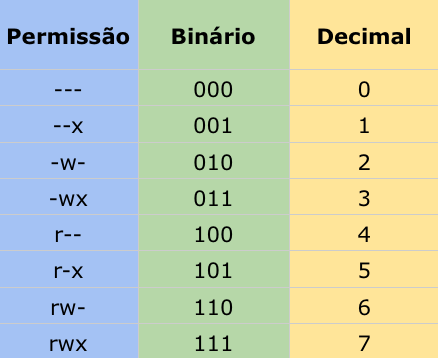 Permissão Binário Decimal
--- 000 0
--x 001 1
-w- 010 2
-wx 011 3
r-- 100 4
r-x 101 5
rw- 110 6
rwx 111 7